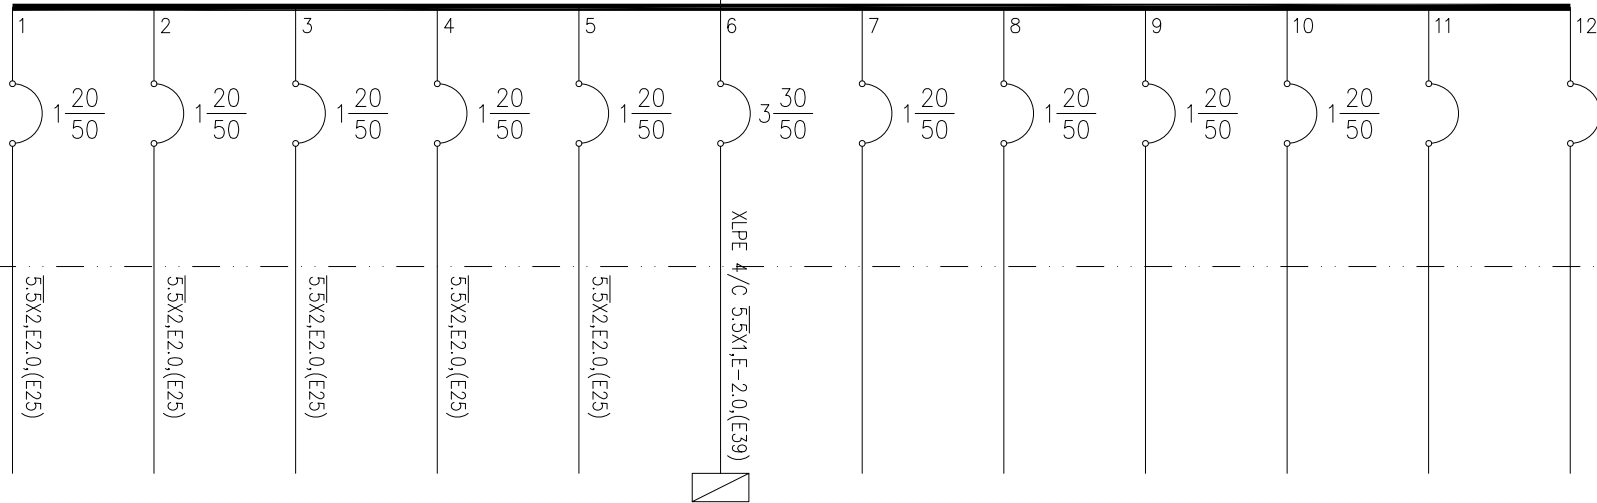 1 2 3 4 5 6 7 8 9 10 11 12
1 20/50 1 20/50 1 20/50 1 20/50 1 20/50 3 30/50 1 20/50 1 20/50 1 20/50 1 20/50
5.5X2,E2.0,(E25)
5.5X2,E2.0,(E25)
5.5X2,E2.0,(E25)
5.5X2,E2.0,(E25)
5.5X2,E2.0,(E25)
XLPE 4/C 5.5X1,E-2.0,(E39)